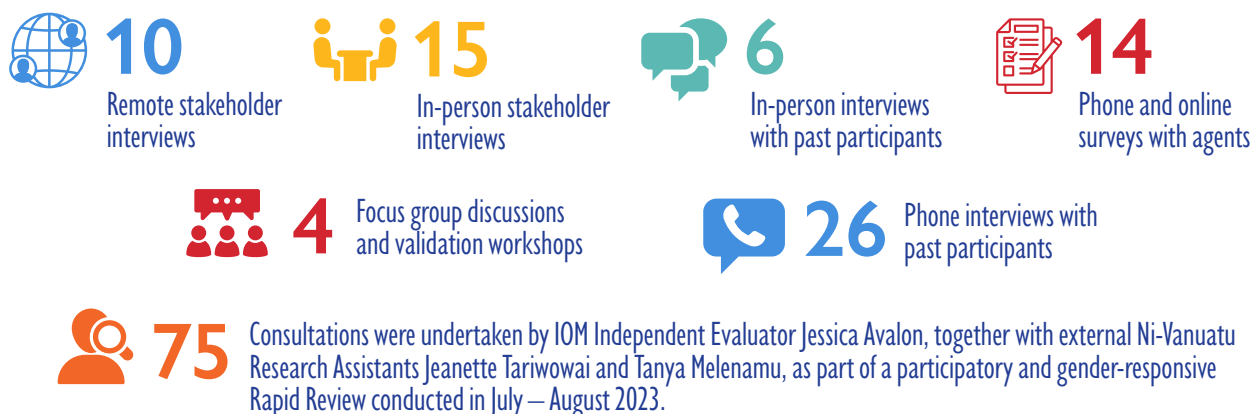 10
Remote stakeholder
interviews
15
In-person stakeholder
interviews
6
In-person interviews
with past participants
14
Phone and online
surveys with agents
4
Focus group discussions
and validation workshops
26
Phone interviews with
past participants
75
Consultations were undertaken by IOM Independent Evaluator Jessica Avalon, together with external Ni-Vanuatu
Research Assistants Jeanette Tariwowai and Tanya Melenamu, as part of a participatory and gender-responsive
Rapid Review conducted in July – August 2023.